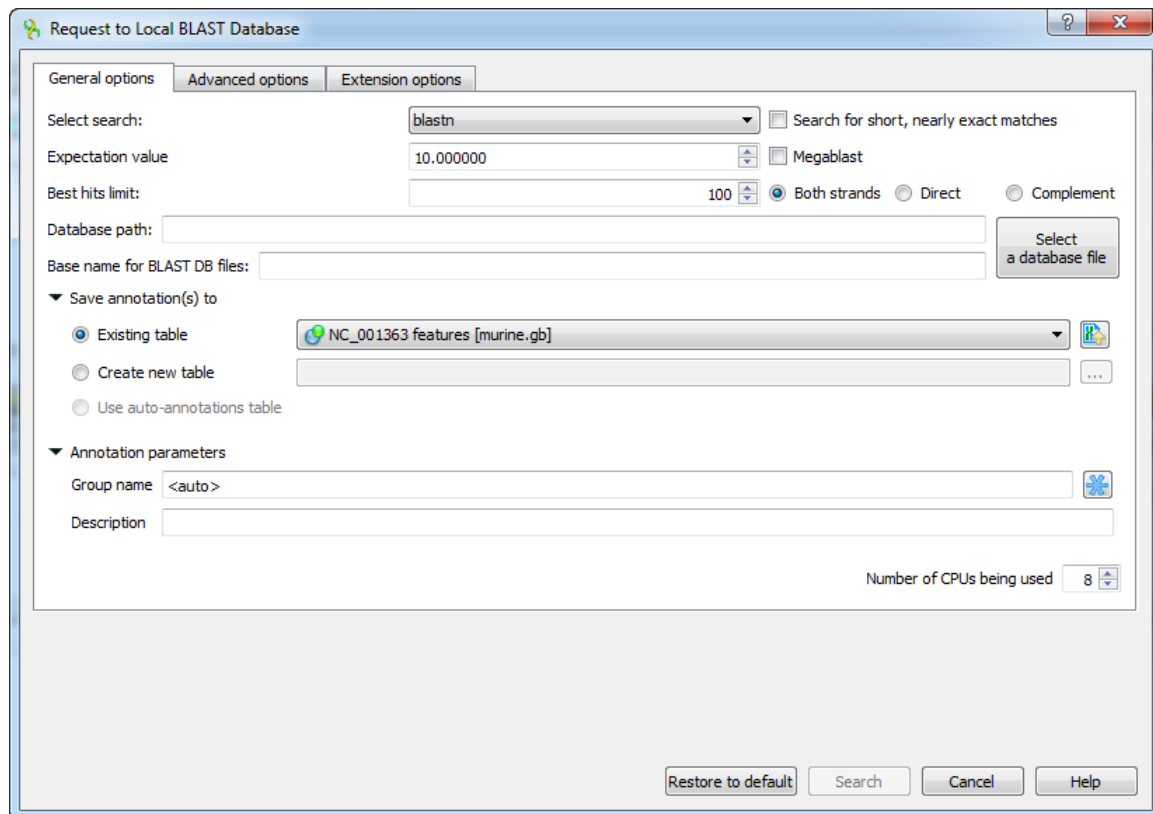 Request to Local BLAST Database
General options Advanced options Extension options
Select search: blastn Search for short, nearly exact matches
Expectation value 10.000000 Megablast
Best hits limit: 100 Both strands Direct Complement
Database path: Select
a database file
Base name for BLAST DB files:
Save annotation(s) to
Existing table NC_001363 features [murine.gb]
Create new table ...
Use auto-annotations table
Annotation parameters
Group name <auto>
Description
Number of CPUs being used 8
Restore to default Search Cancel Help